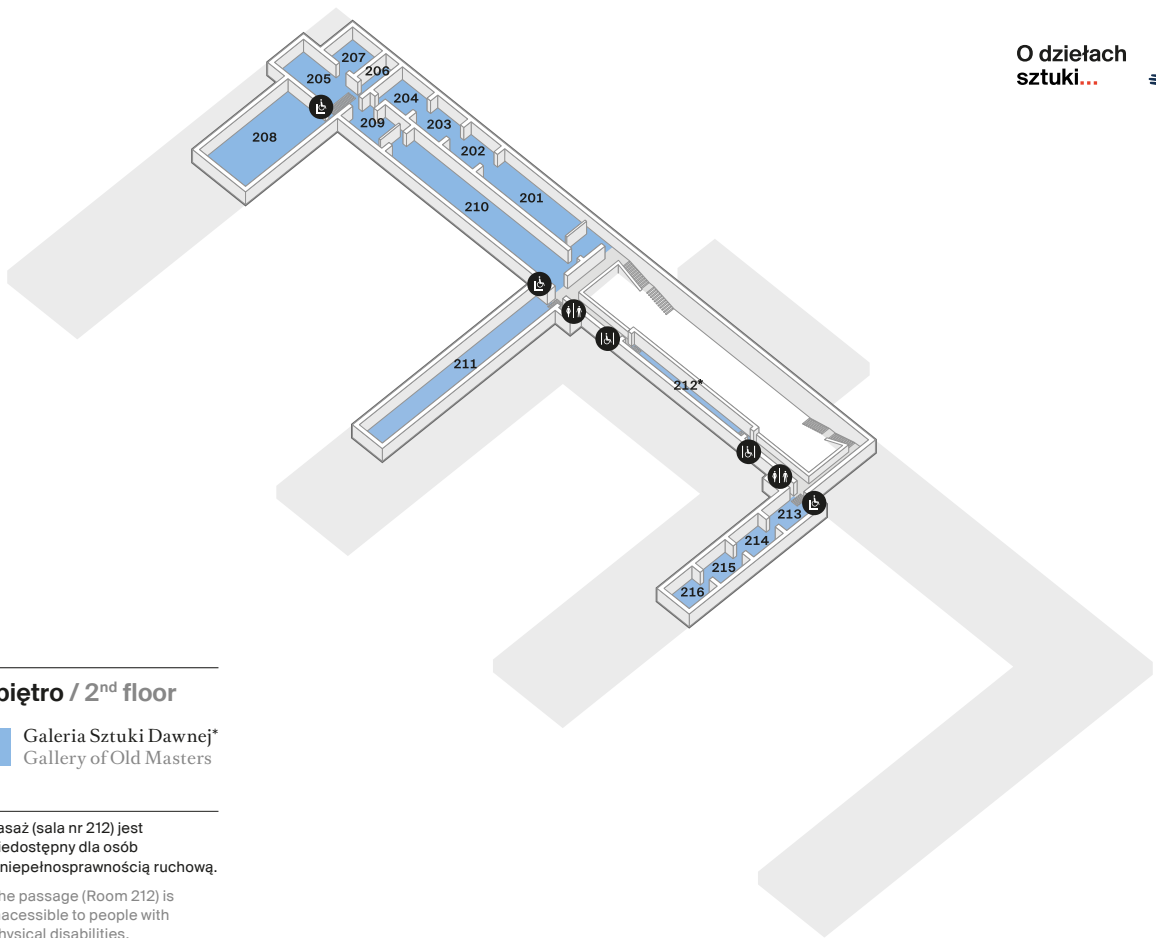 O dziełach
sztuki...
207
206
205
204
203
209
208
202
201
210
211
212*
213
214
215
216
piętro / 2nd floor
Galeria Sztuki Dawnej*
Gallery of Old Masters
asaż (sala nr 212) jest
iedostępny dla osób
niepełnosprawnością ruchową.
he passage (Room 212) is
acessible to people with
hysical disabilities.